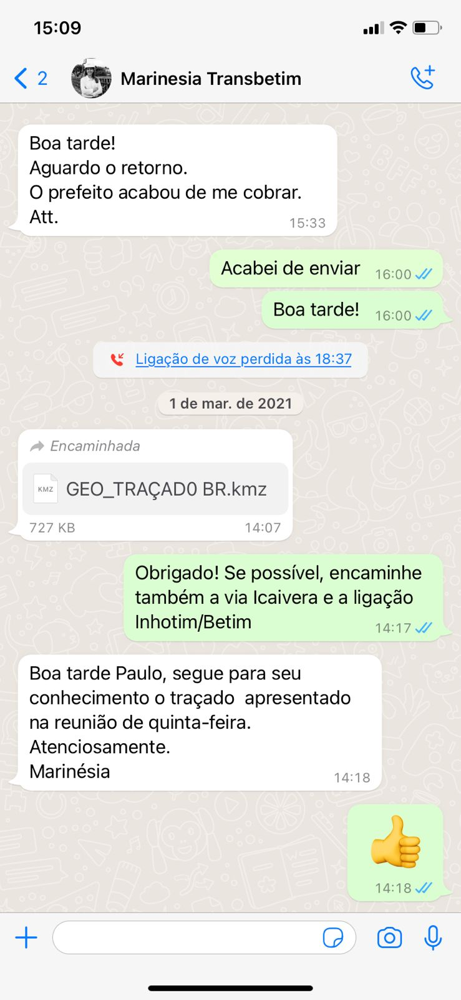 15:09
2
Marinesia Transbetim
Boa tarde!
Aguardo o retorno.
O prefeito acabou de me cobrar.
Att.
15:33
Acabei de enviar
16:00
Boa tarde!
16:00
Ligação de voz perdida às 18:37
1 de mar. de 2021
Encaminhada
KMZ
GEO_TRAÇAD0 BR.kmz
727 KB
14:07
Obrigado! Se possível, encaminhe
também a via Icaivera e a ligação
Inhotim/Betim
14:17
Boa tarde Paulo, segue para seu
conhecimento o traçado  apresentado
na reunião de quinta-feira.
Atenciosamente.
Marinésia
14:18
14:18